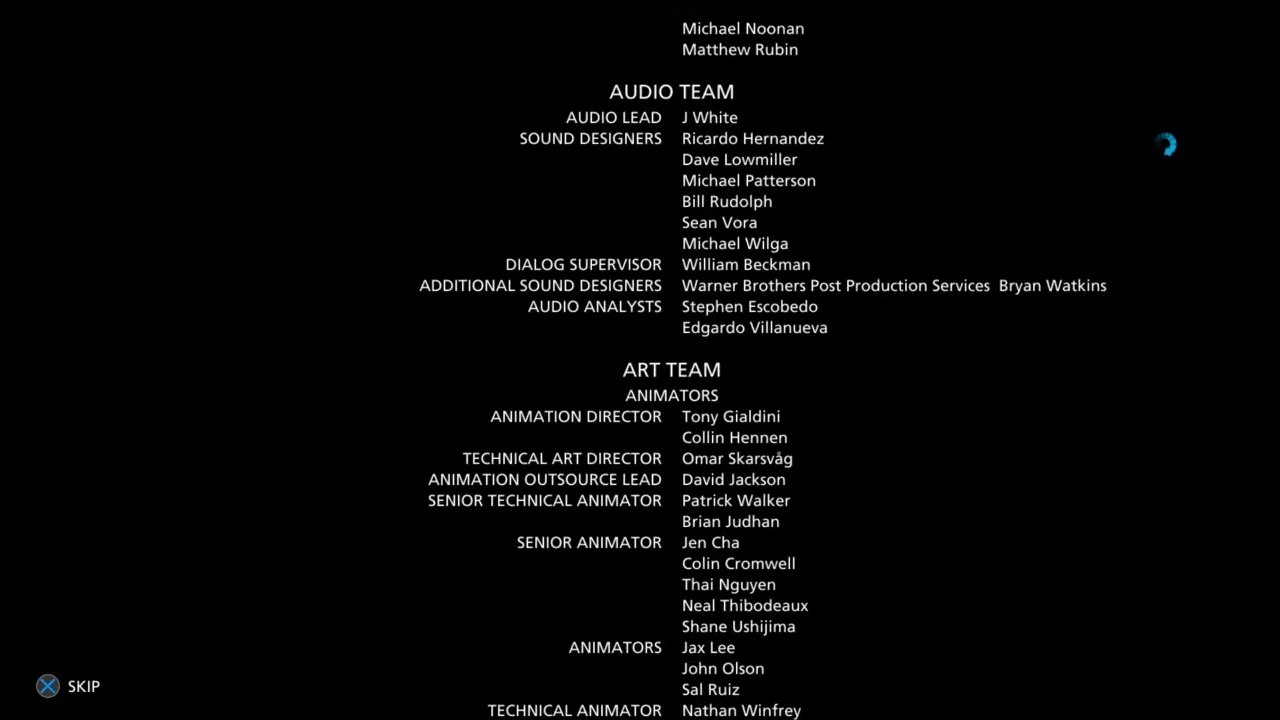 Michael Noonan
Matthew Rubin
AUDIO TEAM
AUDIO LEAD J White
SOUND DESIGNERS Ricardo Hernandez
Dave Lowmiller
Michael Patterson
Bill Rudolph
Sean Vora
Michael Wilga
DIALOG SUPERVISOR William Beckman
ADDITIONAL SOUND DESIGNERS Warner Brothers Post Production Services Bryan Watkins
AUDIO ANALYSTS Stephen Escobedo
Edgardo Villanueva
ART TEAM
ANIMATORS
ANIMATION DIRECTOR Tony Gialdini
Collin Hennen
TECHNICAL ART DIRECTOR Omar Skarsvåg
ANIMATION OUTSOURCE LEAD David Jackson
SENIOR TECHNICAL ANIMATOR Patrick Walker
Brian Judhan
SENIOR ANIMATOR Jen Cha
Colin Cromwell
Thai Nguyen
Neal Thibodeaux
Shane Ushijima
ANIMATORS Jax Lee
John Olson
Sal Ruiz
SKIP
TECHNICAL ANIMATOR Nathan Winfrey